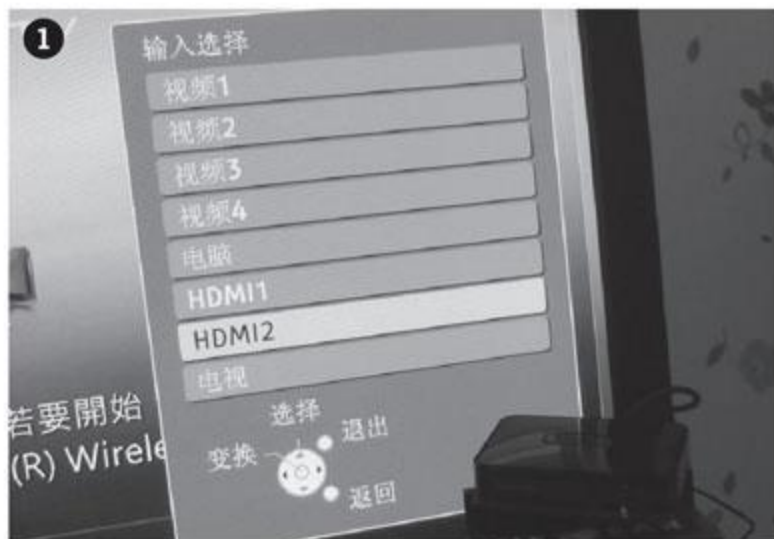 1
输入选择
视频1
视频2
视频3
视频4
电脑
HDMI1
HDMI2
电视
若要開始
(R) Wirele
选择
变换
退出
返回